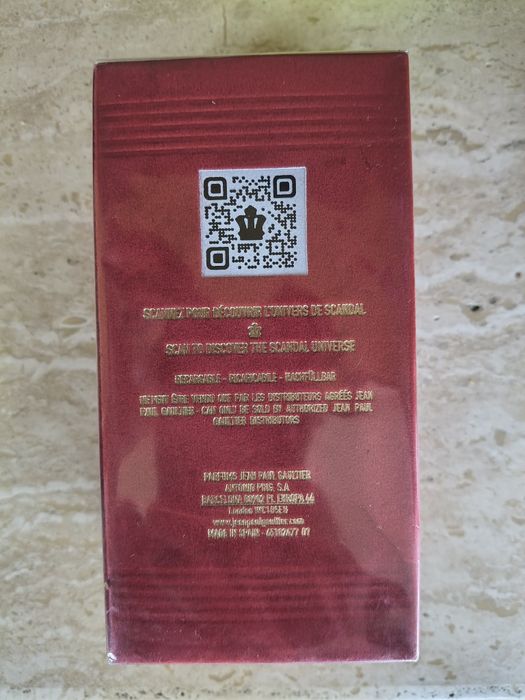 SCANNEZ POUR DÉCOUVRIR L'UNIVERS DE SCANDAL
SCAN TO DISCOVER THE SCANDAL UNIVERSE
RECHARGABLE - RICARICABILE - NACHFÜLLBAR
NE PEUT ÊTRE VENDU QUE PAR LES DISTRIBUTEURS AGRÉÉS JEAN
PAUL GAULTIER - CAN ONLY BE SOLD BY AUTHORIZED JEAN PAUL
GAULTIER DISTRIBUTORS
PARFUMS JEAN PAUL GAULTIER
ANTONIO PUIG, S.A.
BARCELONA 08902 PL. EUROPA 46
London WC1B5EN
www.jeanpaulgaultier.com
MADE IN SPAIN -